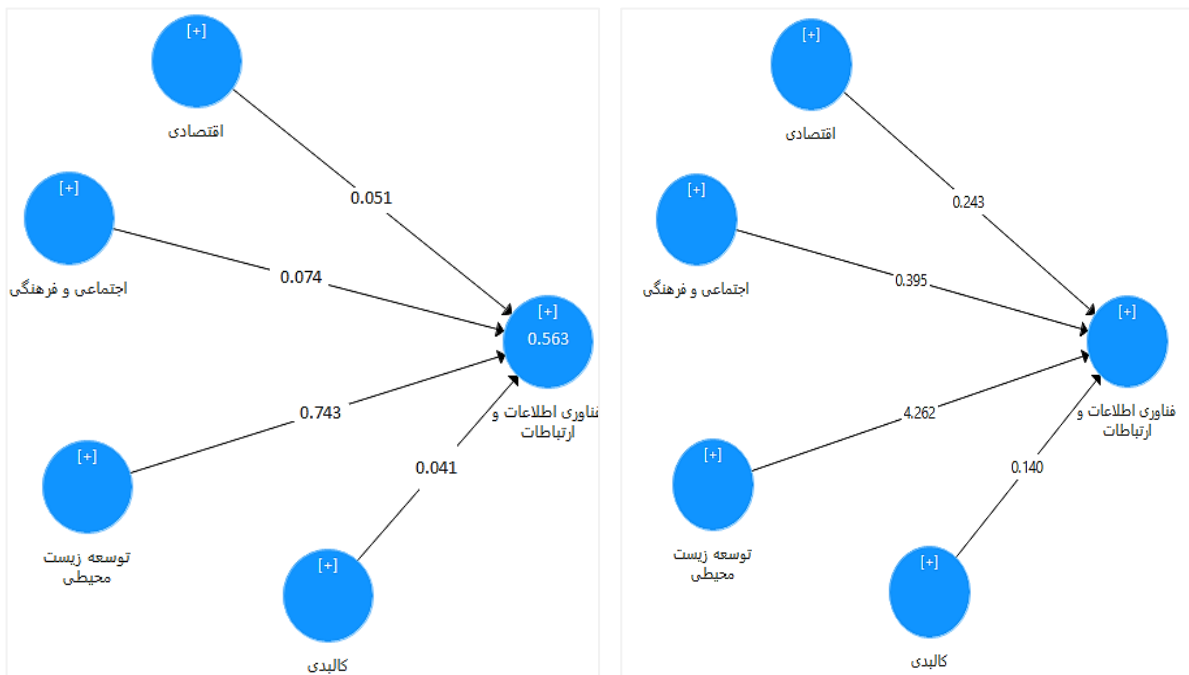 [+]
اقتصادی
0.051
[+]
اجتماعی و فرهنگی
0.074
[+]
0.563
فناوری اطلاعات و
ارتباطات
0.743
[+]
توسعه زیست
محیطی
0.041
[+]
کالبدی
[+]
اقتصادی
0.243
[+]
اجتماعی و فرهنگی
0.395
[+]
فناوری اطلاعات و
ارتباطات
4.262
[+]
توسعه زیست
محیطی
0.140
[+]
کالبدی